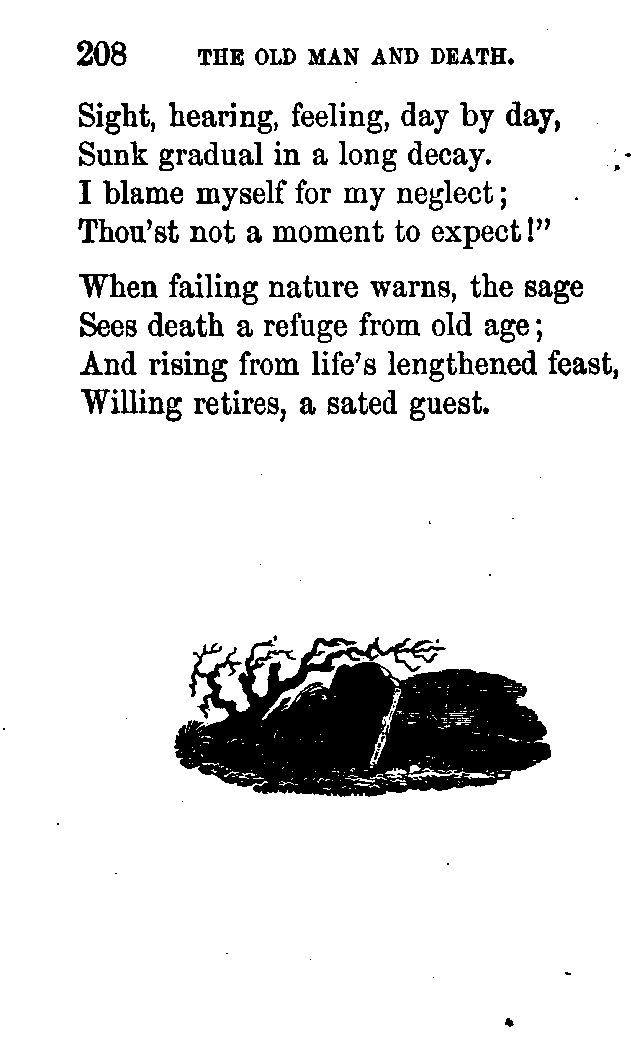 208 THE OLD MAN AND DEATH.
Sight, hearing, feeling, day by day,
Sunk gradual in a long decay.
I blame myself for my neglect;
Thou'st not a moment to expect!"
When failing nature warns, the sage
Sees death a refuge from old age;
And rising from life's lengthened feast,
Willing retires, a sated guest.